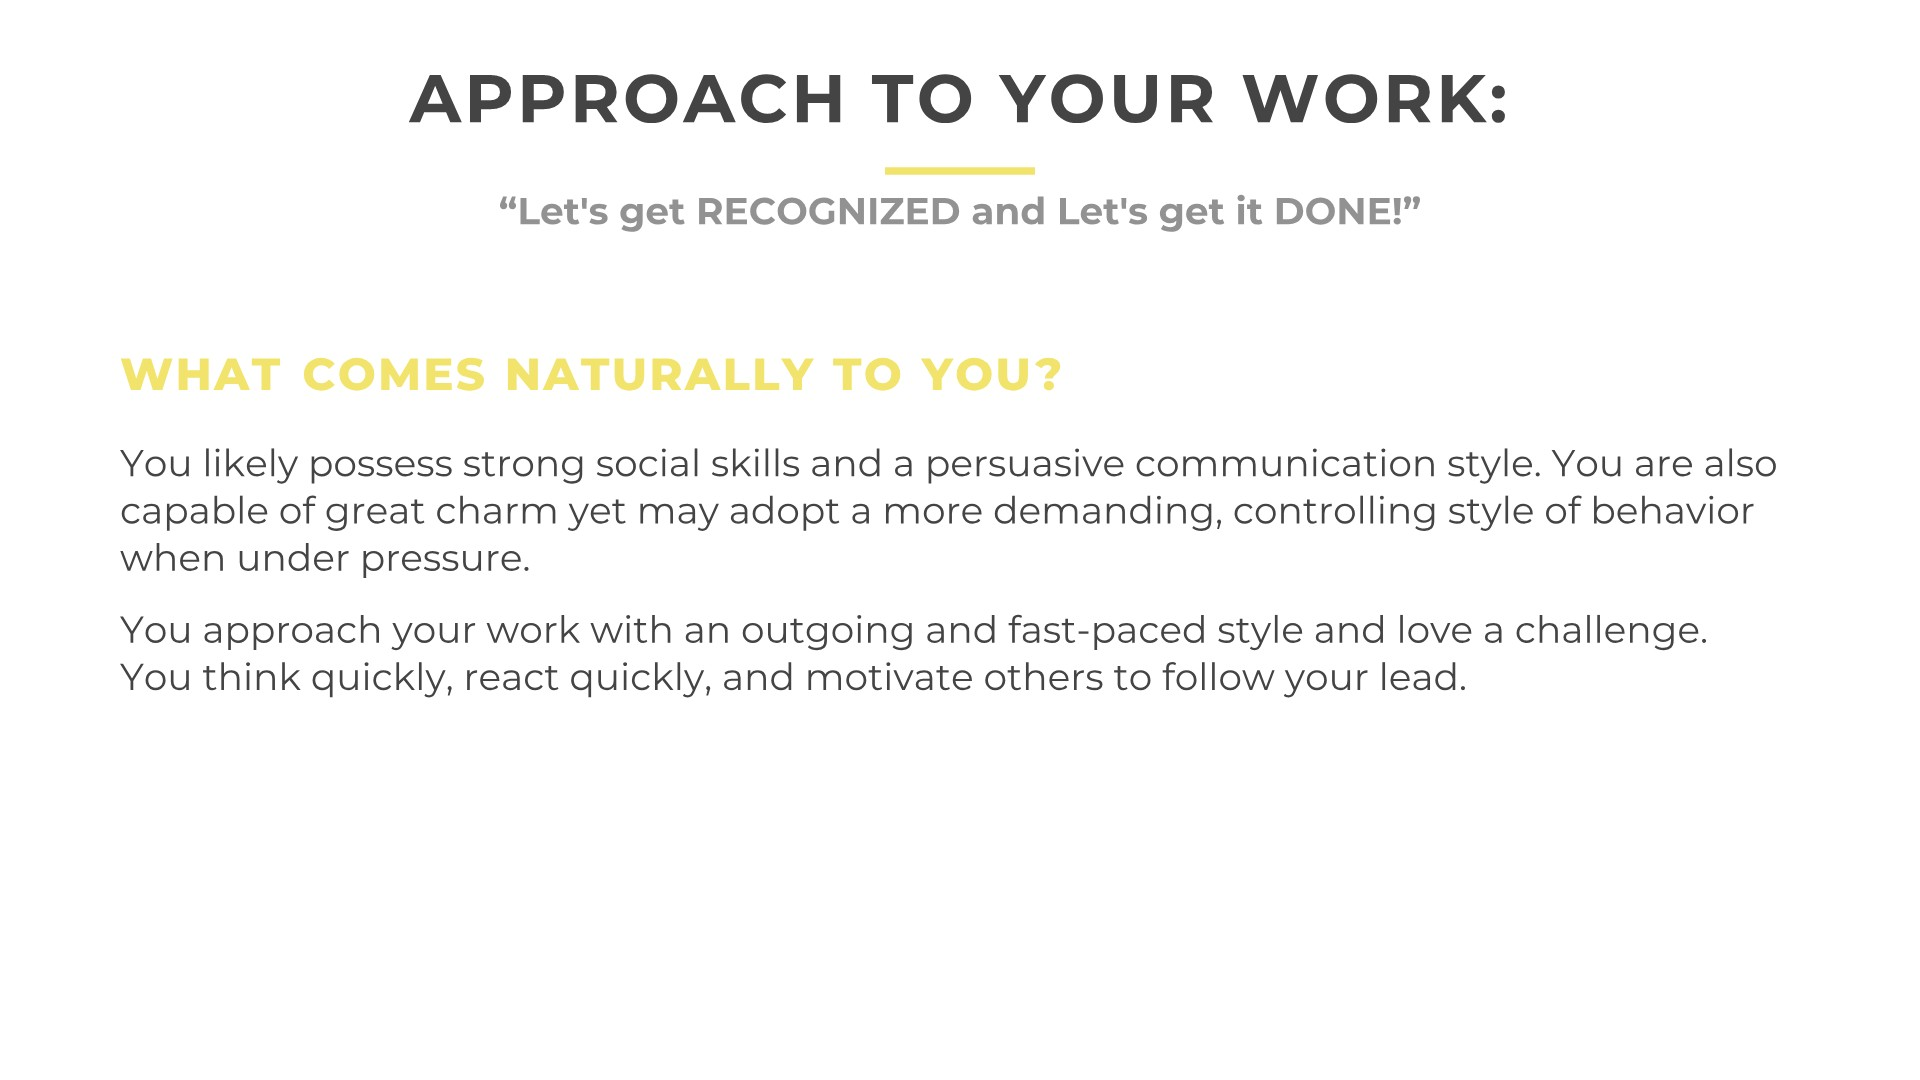 APPROACH TO YOUR WORK:
“Let's get RECOGNIZED and Let's get it DONE!”
WHAT COMES NATURALLY TO YOU?
You likely possess strong social skills and a persuasive communication style. You are also
capable of great charm yet may adopt a more demanding, controlling style of behavior
when under pressure.
You approach your work with an outgoing and fast-paced style and love a challenge.
You think quickly, react quickly, and motivate others to follow your lead.